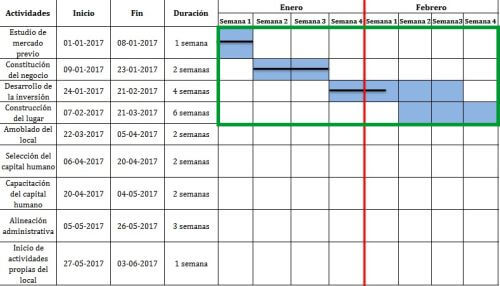 Actividades Inicio Fin Duración Enero Febrero
Semana 1 Semana 2 Semana 3 Semana 4 Semana 1 Semana 2 Semana3 Semana 4
Estudio de
mercado 01-01-2017 08-01-2017 1 semana
previo
Constitución
del negocio 09-01-2017 23-01-2017 2 semanas
Desarrollo de
la inversión 24-01-2017 21-02-2017 4 semanas
Construcción
del lugar 07-02-2017 21-03-2017 6 semanas
Amoblado del
local 22-03-2017 05-04-2017 2 semanas
Selección del
capital humano 06-04-2017 20-04-2017 2 semanas
Capacitación
del capital 20-04-2017 04-05-2017 2 semanas
humano
Alineación
administrativa 05-05-2017 26-05-2017 3 semanas
Inicio de
actividades 27-05-2017 03-06-2017 1 semana
propias del
local